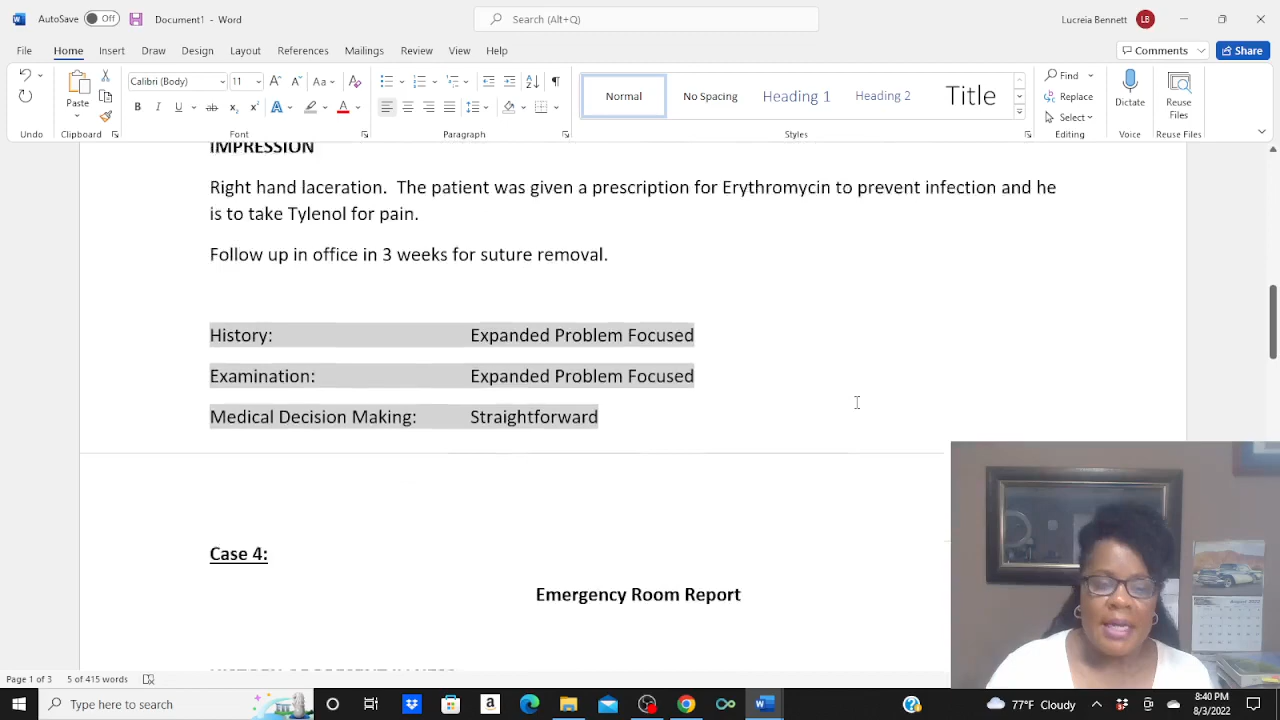 AutoSave Off Document1 - Word Search (Alt+Q) Lucreia Bennett LB
File Home Insert Draw Design Layout References Mailings Review View Help Comments Share
Calibri (Body) 11 Aa Normal No Spacing Heading 1 Heading 2 Title Find
Paste Replace Dictate Reuse Files
B I U ab x₂ x² A A Select
Undo Clipboard Font Paragraph Styles Editing Voice Reuse Files
IMPRESSION
Right hand laceration. The patient was given a prescription for Erythromycin to prevent infection and he
is to take Tylenol for pain.
Follow up in office in 3 weeks for suture removal.
History: Expanded Problem Focused
Examination: Expanded Problem Focused
Medical Decision Making: Straightforward
Case 4:
Emergency Room Report
Page 1 of 3 5 of 415 words
Type here to search 77°F Cloudy 8:40 PM
8/3/2022